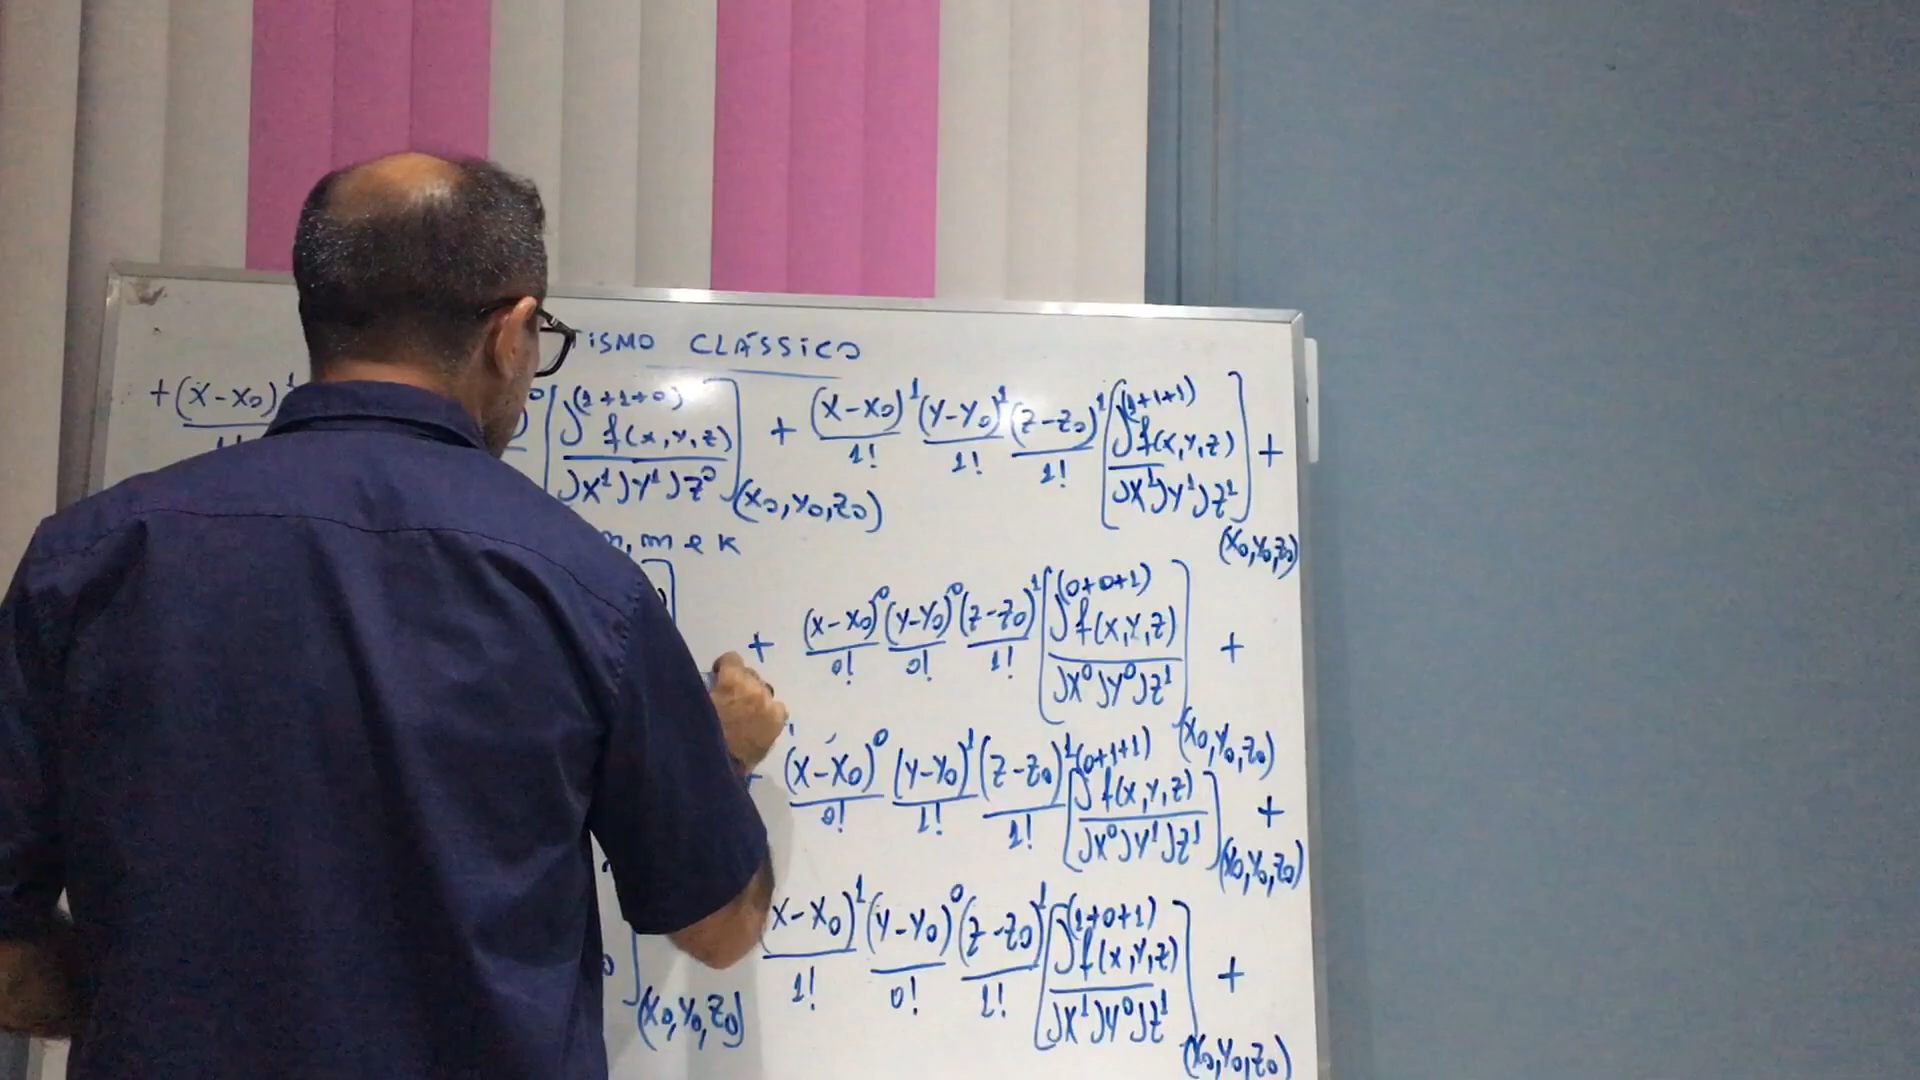 TISMO CLÁSSICO
+ (x-x₀)¹ [∂⁽¹⁺¹⁺⁰⁾ f(x,y,z) / ∂x¹∂y¹∂z⁰](x₀,y₀,z₀) + (x-x₀)¹/1! (y-y₀)¹/1! (z-z₀)¹/1! [∂⁽¹⁺¹⁺¹⁾ f(x,y,z) / ∂x¹∂y¹∂z¹](x₀,y₀,z₀) +
m e k
+ (x-x₀)⁰/0! (y-y₀)⁰/0! (z-z₀)¹/1! [∂⁽⁰⁺⁰⁺¹⁾ f(x,y,z) / ∂x⁰∂y⁰∂z¹](x₀,y₀,z₀) +
(x-x₀)⁰/0! (y-y₀)¹/1! (z-z₀)¹/1! [∂⁽⁰⁺¹⁺¹⁾ f(x,y,z) / ∂x⁰∂y¹∂z¹](x₀,y₀,z₀) +
(x₀,y₀,z₀) x-x₀)¹/1! (y-y₀)⁰/0! (z-z₀)¹/1! [∂⁽¹⁺⁰⁺¹⁾ f(x,y,z) / ∂x¹∂y⁰∂z¹](x₀,y₀,z₀) +